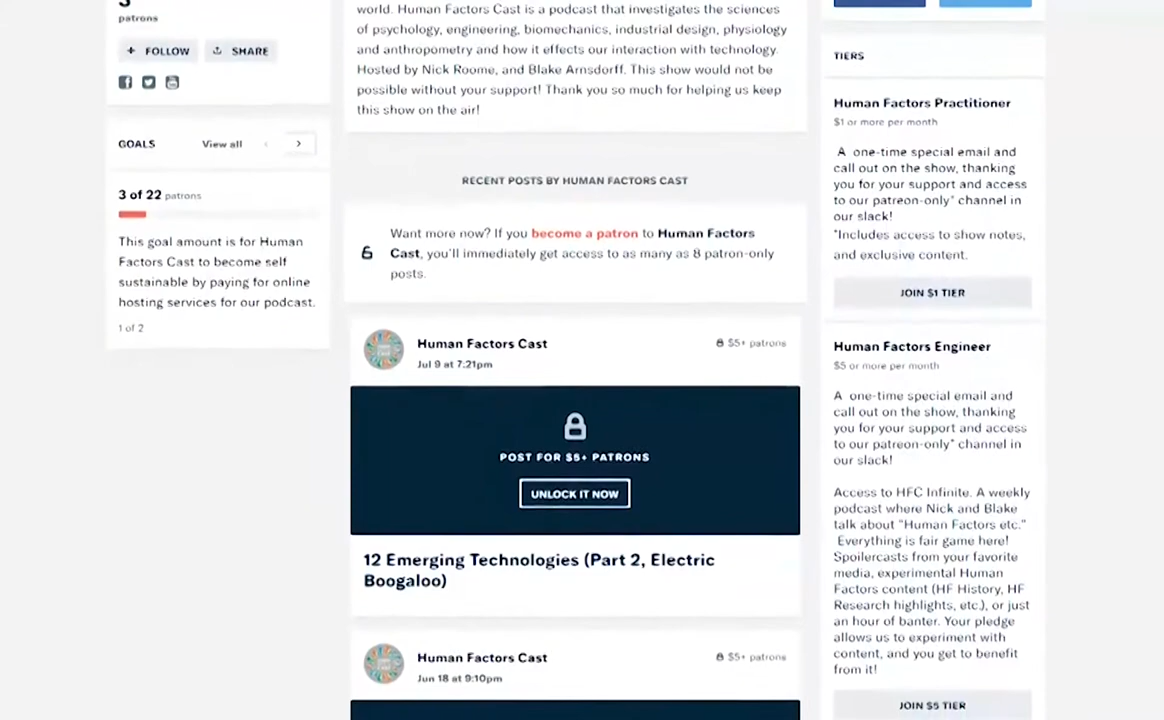 patrons
FOLLOW
SHARE
GOALS
View all
3 of 22 patrons
This goal amount is for Human
Factors Cast to become self
sustainable by paying for online
hosting services for our podcast.
1 of 2
world. Human Factors Cast is a podcast that investigates the sciences
of psychology, engineering, biomechanics, industrial design, physiology
and anthropometry and how it effects our interaction with technology.
Hosted by Nick Roome, and Blake Arnsdorff. This show would not be
possible without your support! Thank you so much for helping us keep
this show on the air!
RECENT POSTS BY HUMAN FACTORS CAST
Want more now? If you become a patron to Human Factors
Cast, you'll immediately get access to as many as 8 patron-only
posts.
Human Factors Cast
$5+ patrons
Jul 9 at 7:21pm
POST FOR $5+ PATRONS
UNLOCK IT NOW
12 Emerging Technologies (Part 2, Electric
Boogaloo)
Human Factors Cast
$5+ patrons
Jun 18 at 9:10pm
TIERS
Human Factors Practitioner
$1 or more per month
A one-time special email and
call out on the show, thanking
you for your support and access
to our patreon-only* channel in
our slack!
*Includes access to show notes,
and exclusive content.
JOIN $1 TIER
Human Factors Engineer
$5 or more per month
A one-time special email and
call out on the show, thanking
you for your support and access
to our patreon-only* channel in
our slack!
Access to HFC Infinite. A weekly
podcast where Nick and Blake
talk about "Human Factors etc."
Everything is fair game here!
Spoilercasts from your favorite
media, experimental Human
Factors content (HF History, HF
Research highlights, etc.), or just
an hour of banter. Your pledge
allows us to experiment with
content, and you get to benefit
from it!
JOIN $5 TIER